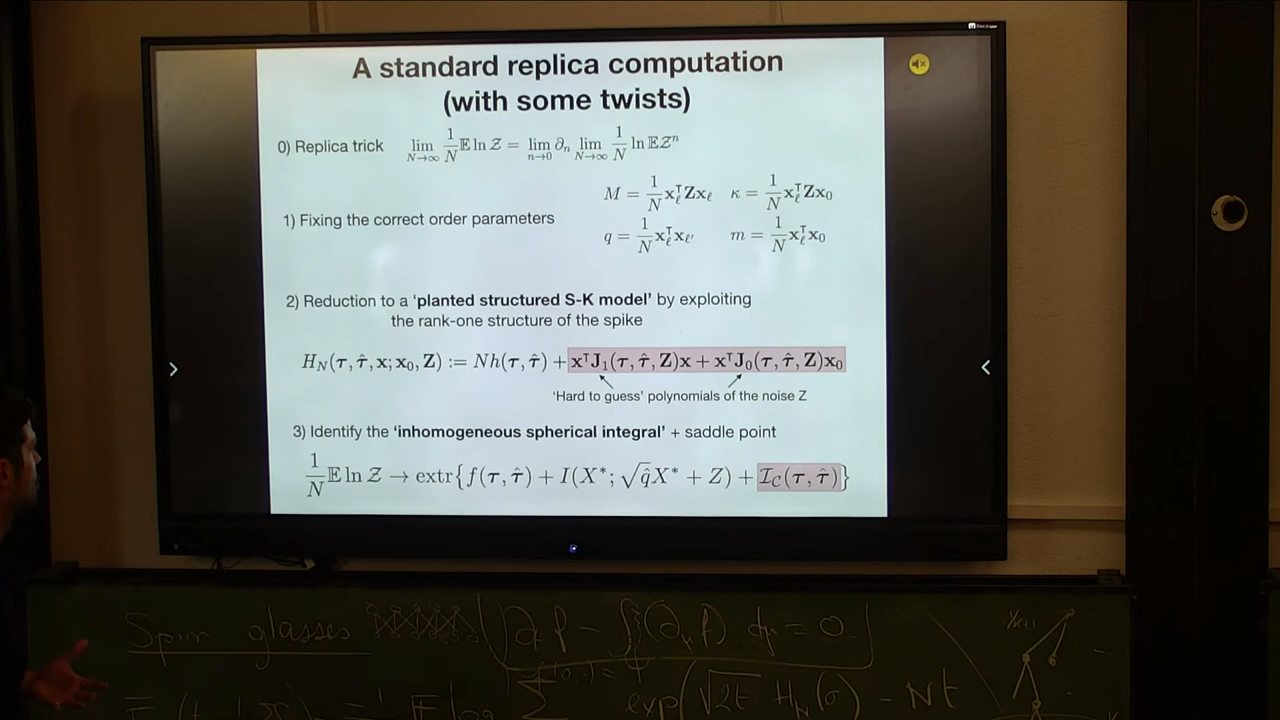 A standard replica computation
(with some twists)
0) Replica trick lim_{N→∞} 1/N 𝔼 ln 𝒵 = lim_{n→0} ∂_n lim_{N→∞} 1/N ln 𝔼𝒵^n
M = 1/N x_ℓ^⊺ Z x_ℓ κ = 1/N x_ℓ^⊺ Z x_0
1) Fixing the correct order parameters
q = 1/N x_ℓ^⊺ x_ℓ′ m = 1/N x_ℓ^⊺ x_0
2) Reduction to a ‘planted structured S-K model’ by exploiting
the rank-one structure of the spike
H_N(τ, τ̂, x; x_0, Z) := Nh(τ, τ̂) + x^⊺J_1(τ, τ̂, Z)x + x^⊺J_0(τ, τ̂, Z)x_0
‘Hard to guess’ polynomials of the noise Z
3) Identify the ‘inhomogeneous spherical integral’ + saddle point
1/N 𝔼 ln 𝒵 → extr{f(τ, τ̂) + I(X*; √q̂ X* + Z) + ℐ_C(τ, τ̂)}
Spin glasses
exp(√2t H_N(σ) - Nt